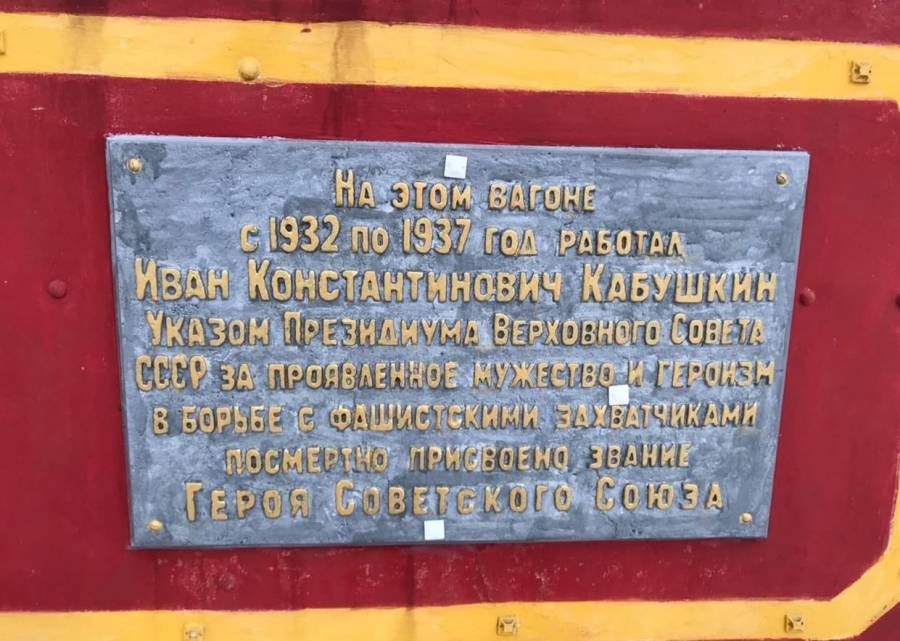 На этом вагоне
с 1932 по 1937 год работал
Иван Константинович Кабушкин
Указом Президиума Верховного Совета
СССР за проявленное мужество и героизм
в борьбе с фашистскими захватчиками
посмертно присвоено звание
Героя Советского Союза